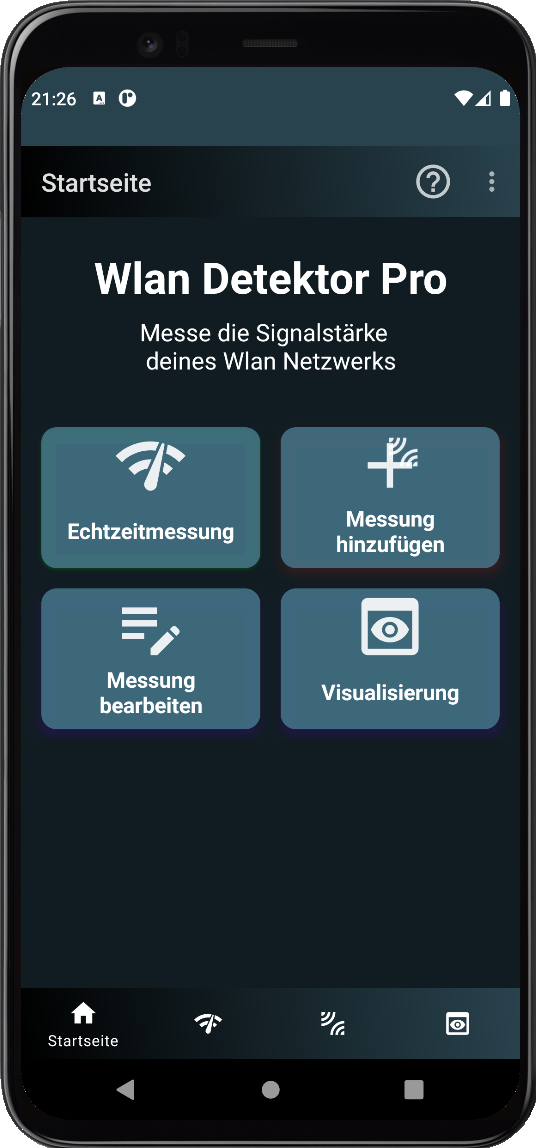 21:26
Startseite
Wlan Detektor Pro
Messe die Signalstärke
deines Wlan Netzwerks
Echtzeitmessung
Messung
hinzufügen
Messung
bearbeiten
Visualisierung
Startseite